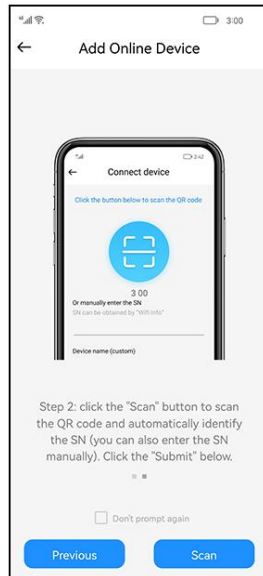 3:00
Add Online Device
3:42
Connect device
Click the button below to scan the QR code
3 00
Or manually enter the SN
SN can be obtained by "Wifi Info"
Device name (custom)
Step 2: click the "Scan" button to scan
the QR code and automatically identify
the SN (you can also enter the SN
manually). Click the "Submit" below.
Don't prompt again
Previous
Scan